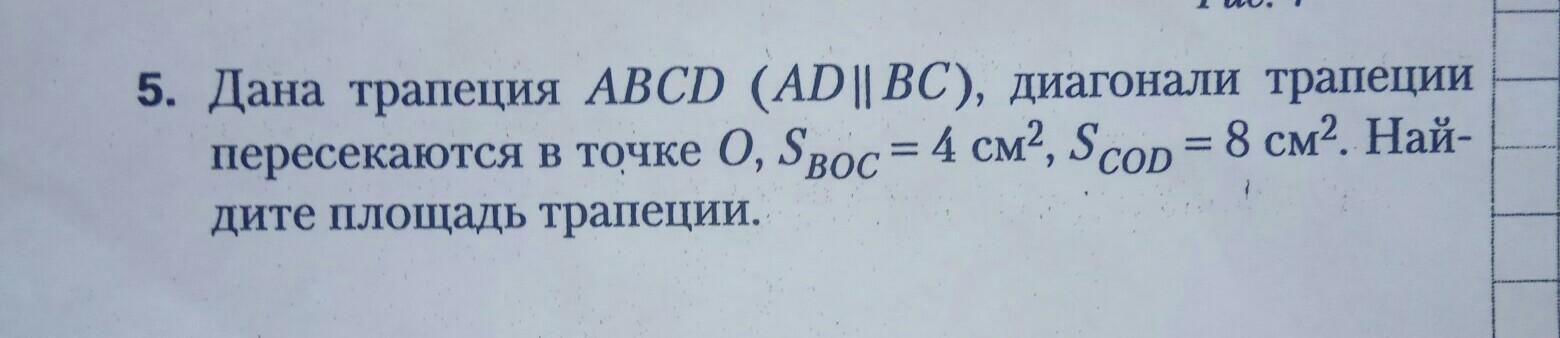 5. Дана трапеция ABCD (AD || BC), диагонали трапеции
пересекаются в точке O, S_BOC = 4 см², S_COD = 8 см². Най-
дите площадь трапеции.